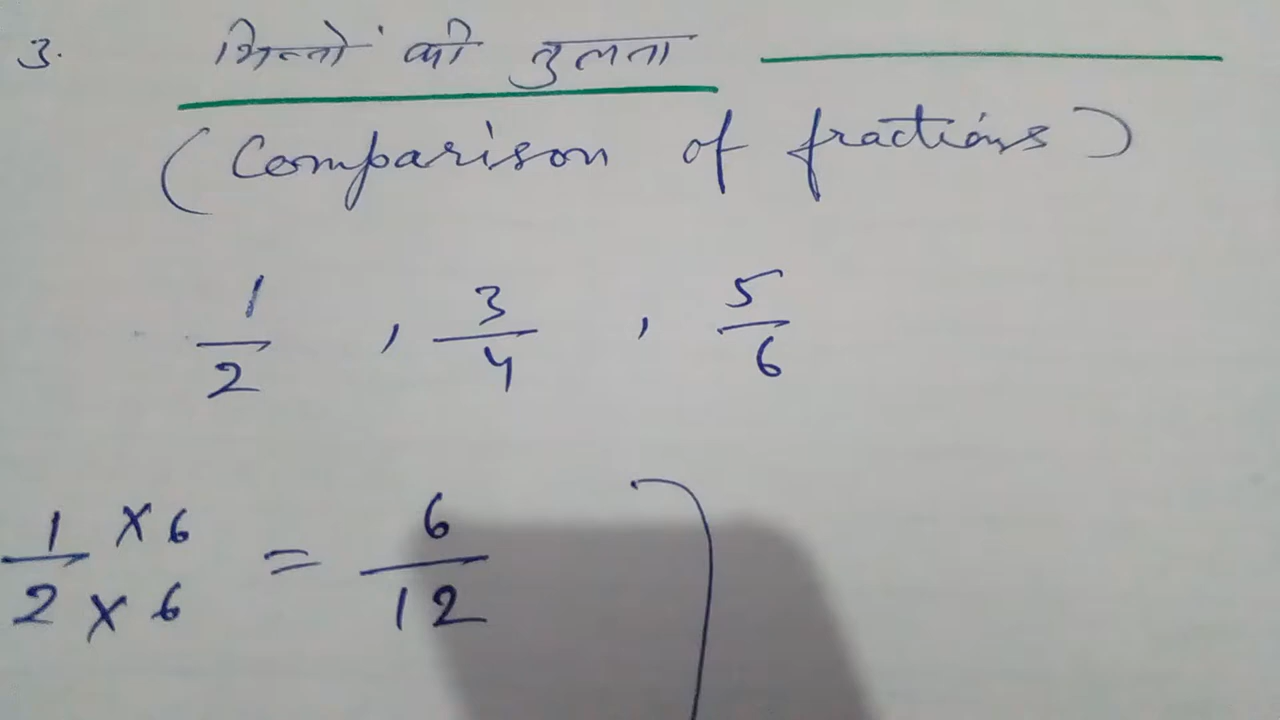 3. भिन्नों की तुलना
(Comparison of fractions)
1/2 , 3/4 , 5/6
1/2 × 6/× 6 = 6/12